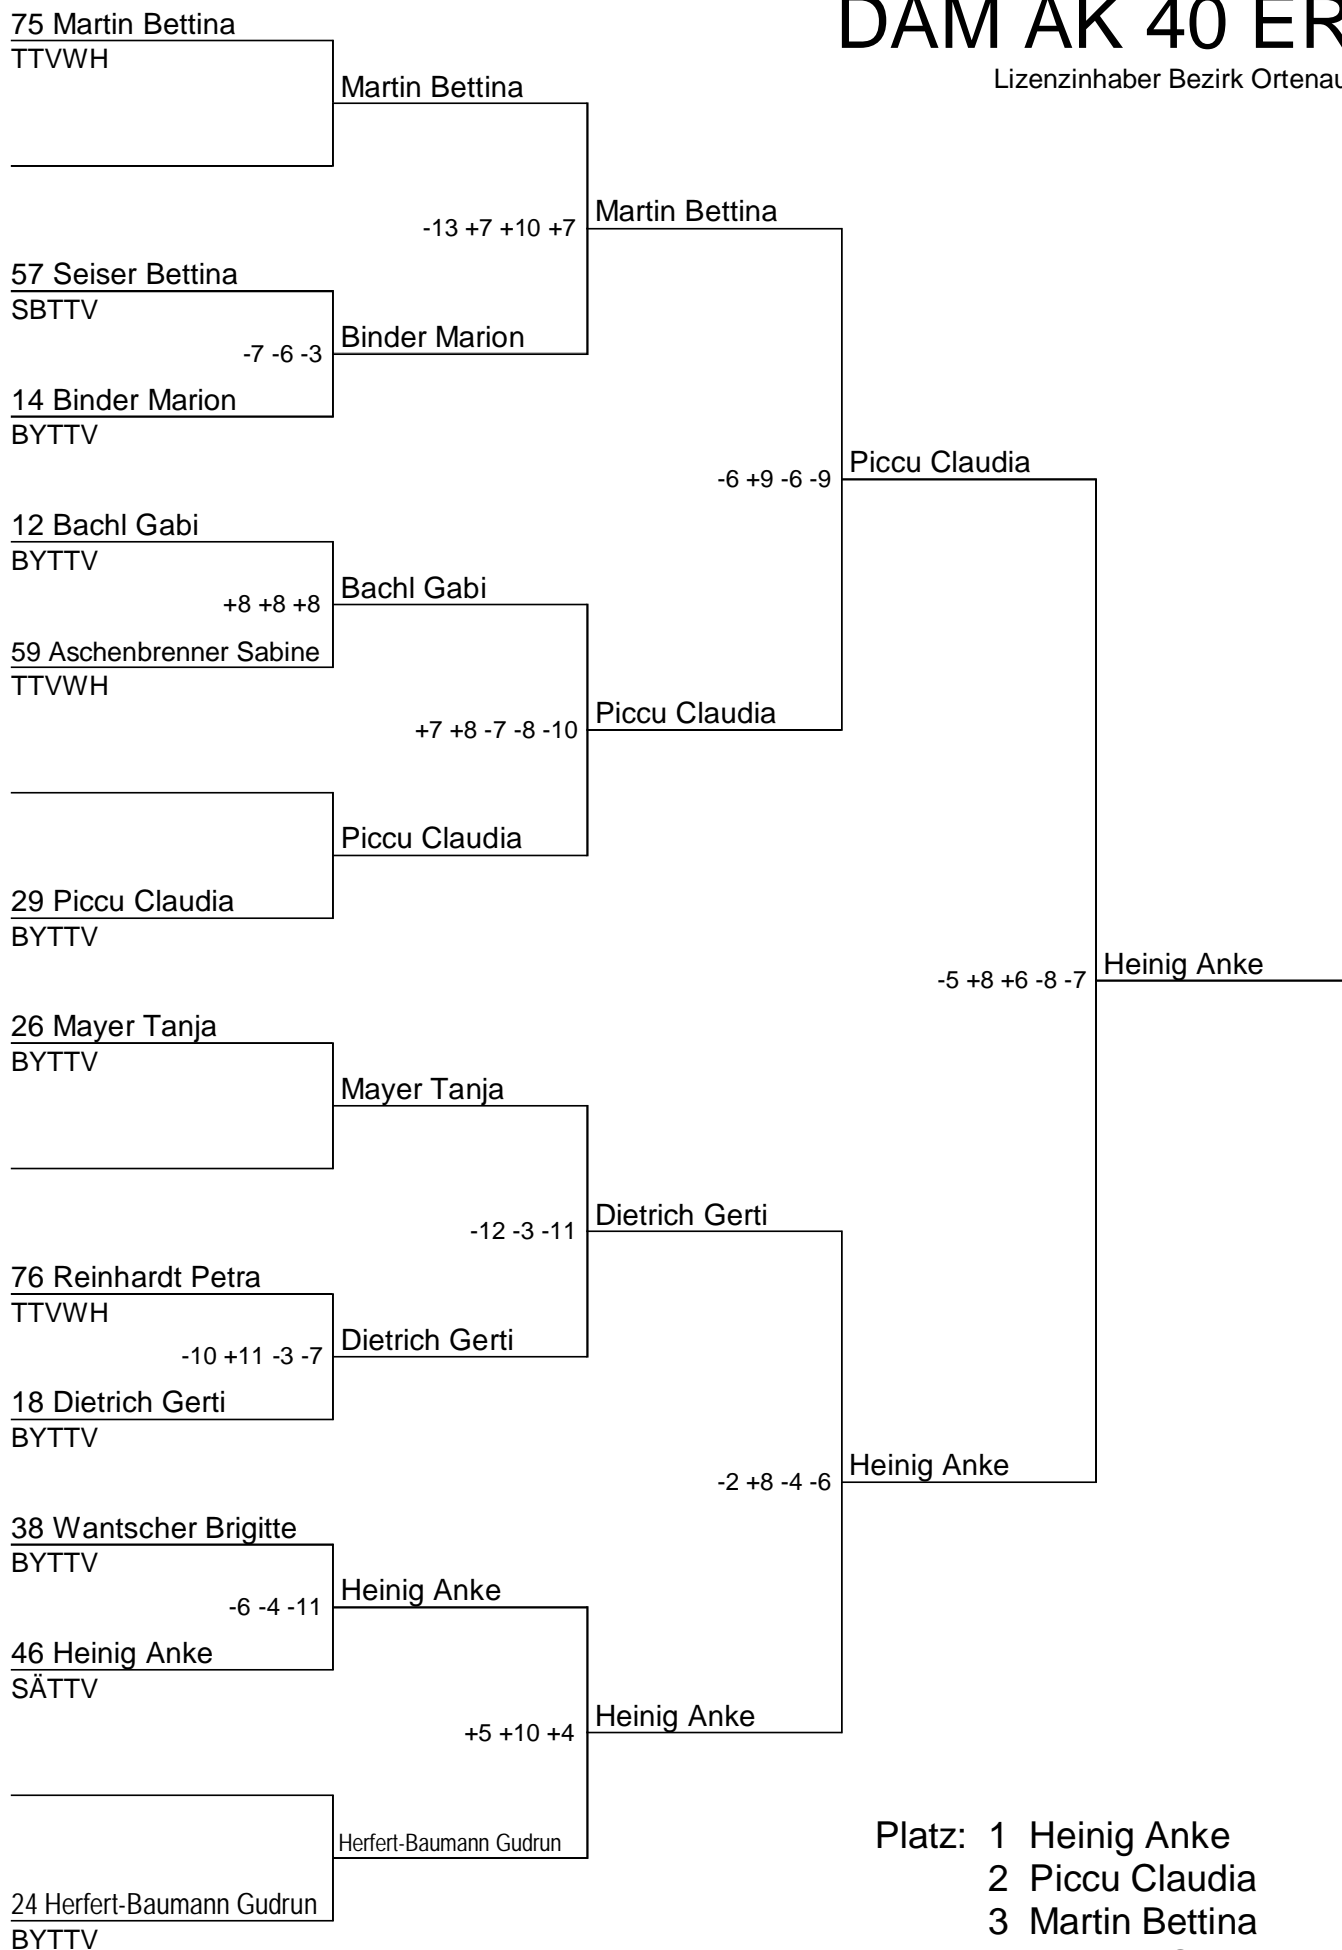 DAM AK 40 ER
Lizenzinhaber Bezirk Ortenau
75 Martin Bettina
TTVWH
Martin Bettina
-13 +7 +10 +7
Martin Bettina
57 Seiser Bettina
SBTTV
-7 -6 -3
Binder Marion
14 Binder Marion
BYTTV
-6 +9 -6 -9
Piccu Claudia
12 Bachl Gabi
BYTTV
+8 +8 +8
Bachl Gabi
59 Aschenbrenner Sabine
TTVWH
+7 +8 -7 -8 -10
Piccu Claudia
Piccu Claudia
29 Piccu Claudia
BYTTV
-5 +8 +6 -8 -7
Heinig Anke
26 Mayer Tanja
BYTTV
Mayer Tanja
-12 -3 -11
Dietrich Gerti
76 Reinhardt Petra
TTVWH
-10 +11 -3 -7
Dietrich Gerti
18 Dietrich Gerti
BYTTV
-2 +8 -4 -6
Heinig Anke
38 Wantscher Brigitte
BYTTV
-6 -4 -11
Heinig Anke
46 Heinig Anke
SÄTTV
+5 +10 +4
Heinig Anke
Herfert-Baumann Gudrun
24 Herfert-Baumann Gudrun
BYTTV
Platz: 1 Heinig Anke
2 Piccu Claudia
3 Martin Bettina